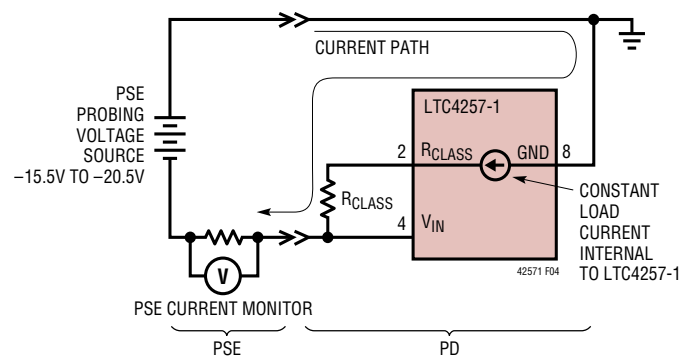 CURRENT PATH
PSE
PROBING
VOLTAGE
SOURCE
–15.5V TO –20.5V
LTC4257-1
2
RCLASS
GND
8
RCLASS
4
VIN
CONSTANT
LOAD
CURRENT
INTERNAL
TO LTC4257-1
V
42571 F04
PSE CURRENT MONITOR
PSE
PD